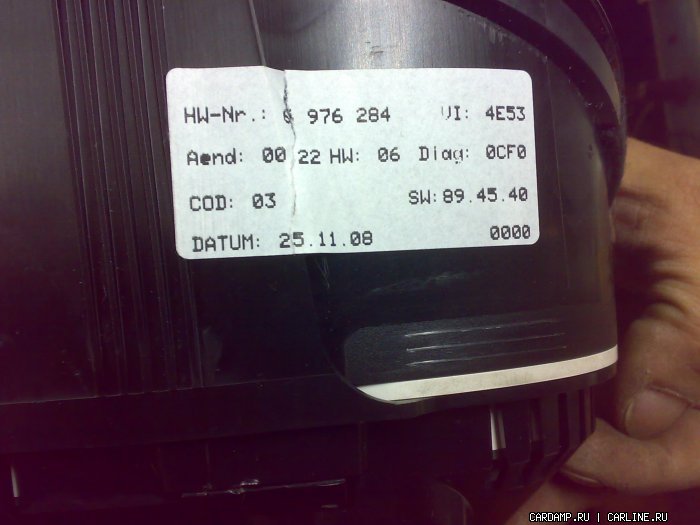 HW-Nr.: 976 284 VI: 4E53
Aend: 00 22 HW: 06 Diag: 0CF0
COD: 03 SW: 89.45.40
DATUM: 25.11.08 0000
CARDAMP.RU | CARLINE.RU